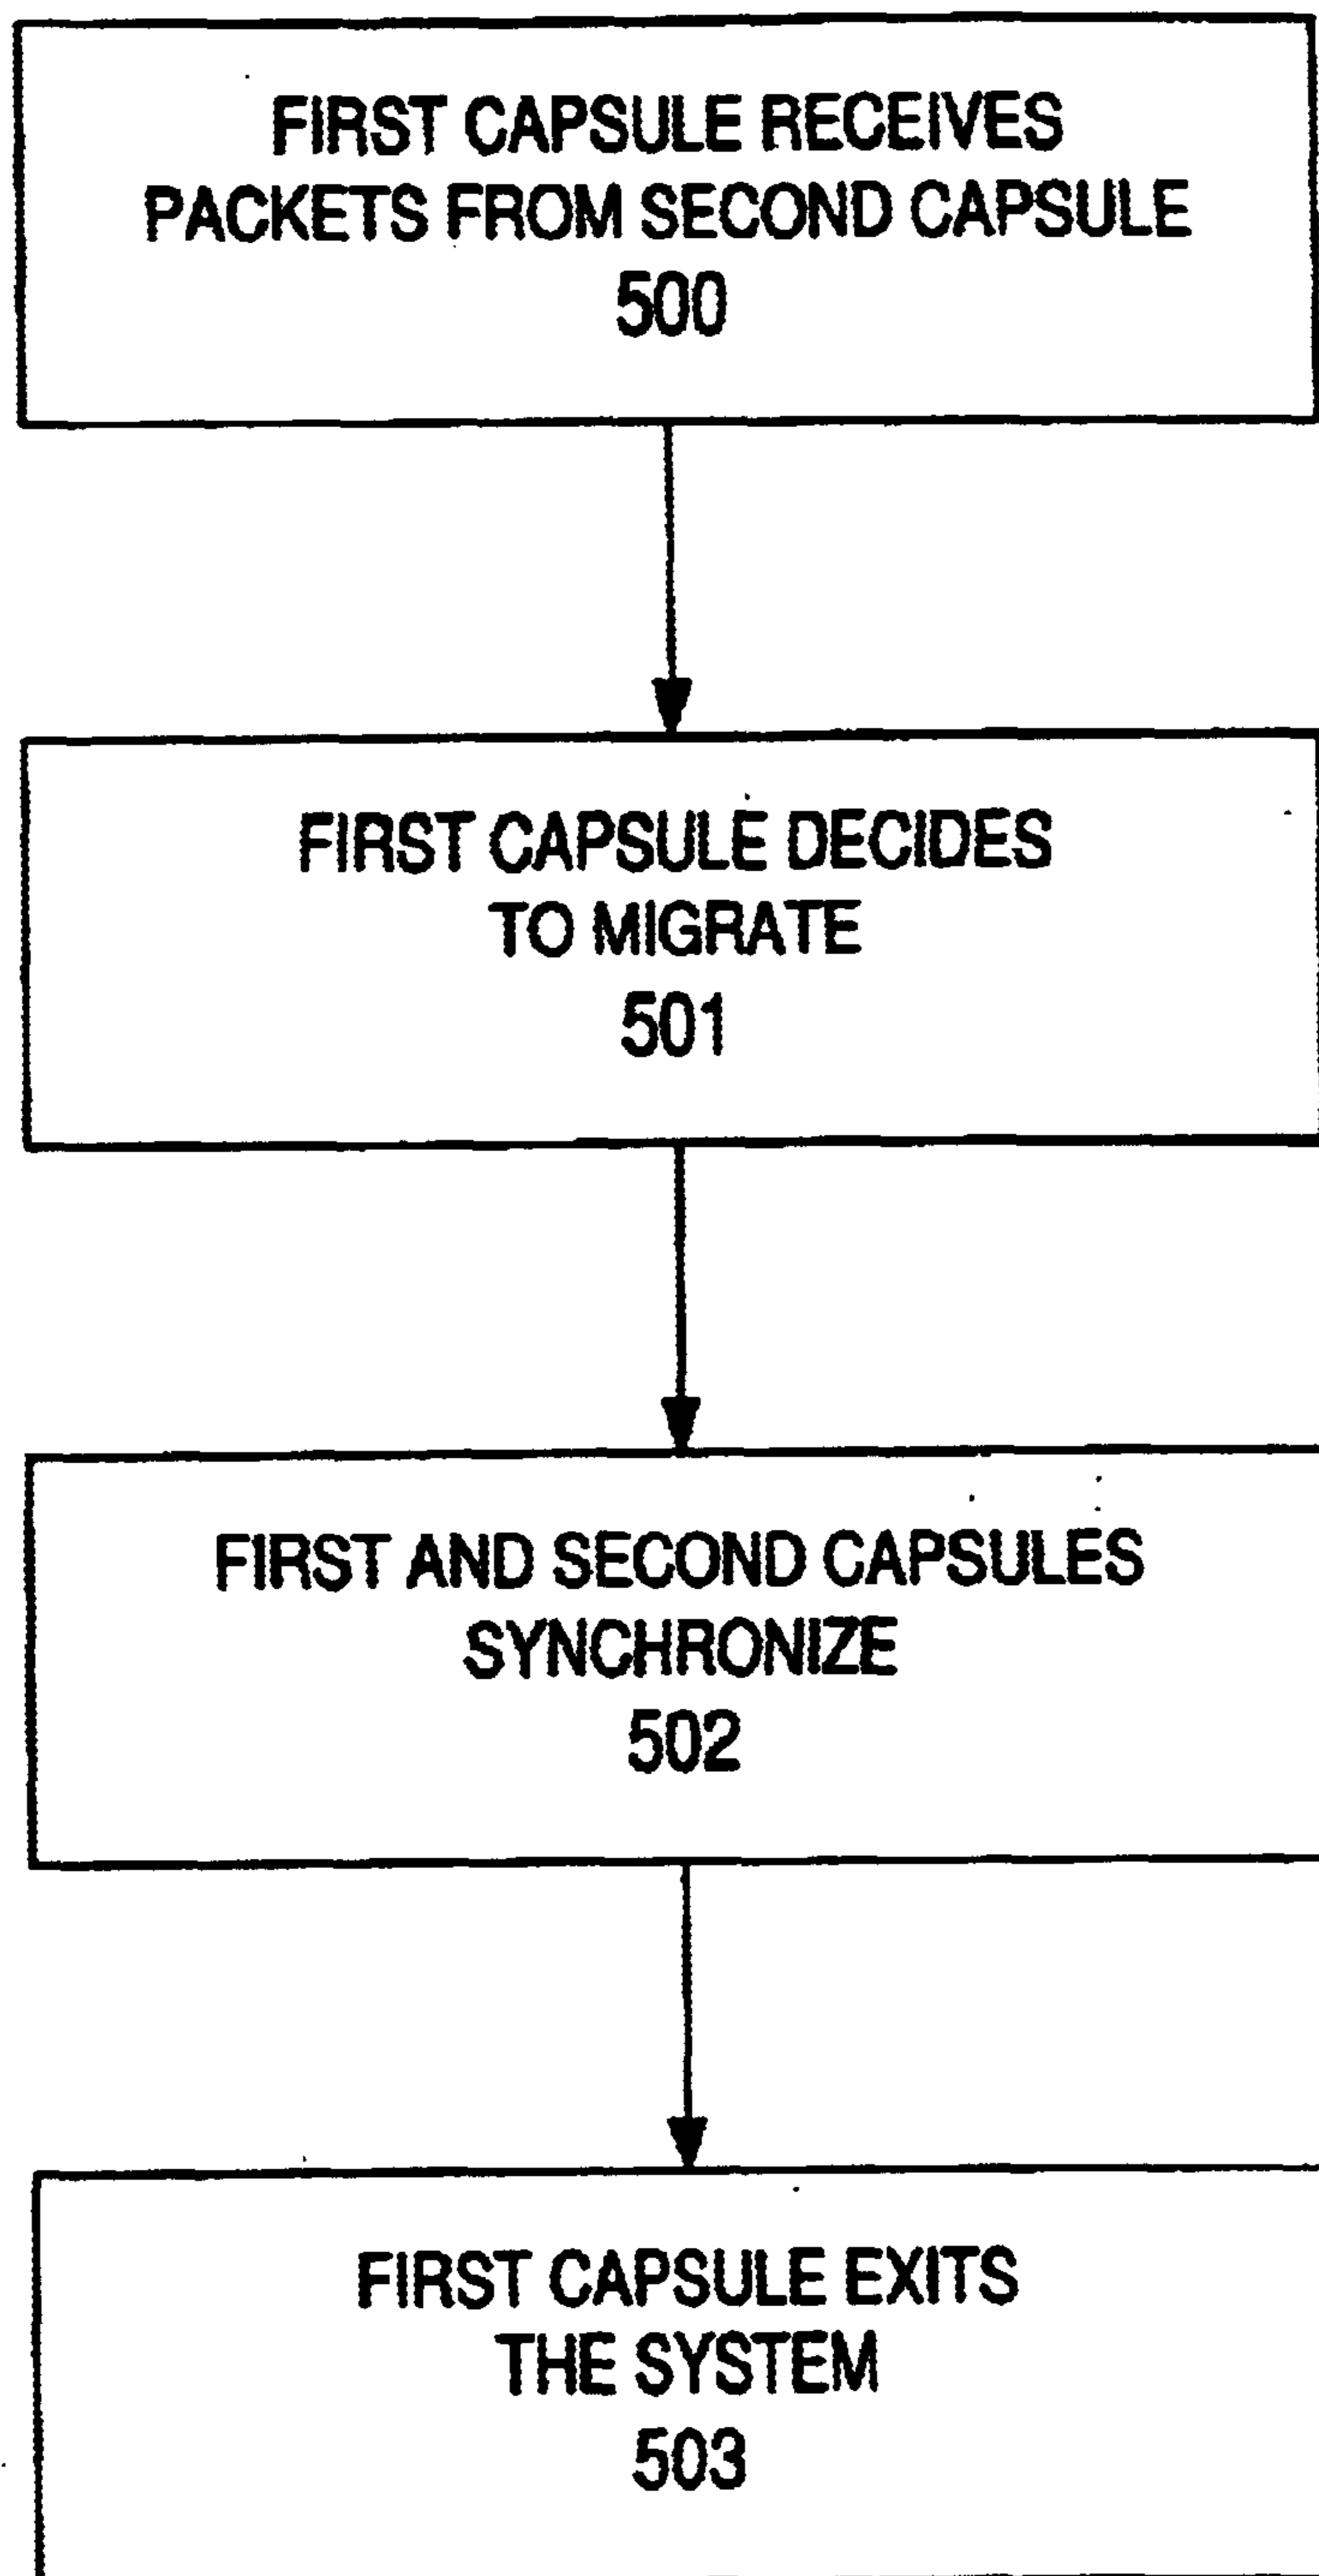 FIRST CAPSULE RECEIVES
PACKETS FROM SECOND CAPSULE
500
FIRST CAPSULE DECIDES
TO MIGRATE
501
FIRST AND SECOND CAPSULES
SYNCHRONIZE
502
FIRST CAPSULE EXITS
THE SYSTEM
503